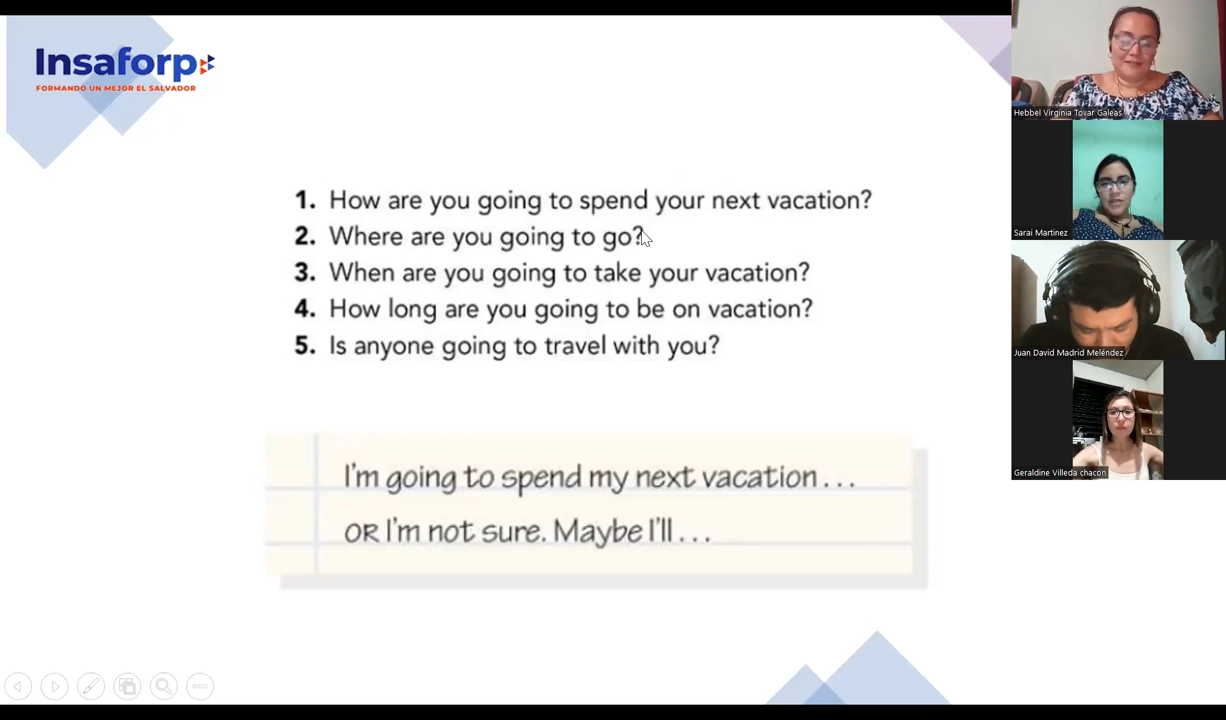 Insaforp
FORMANDO UN MEJOR EL SALVADOR
1. How are you going to spend your next vacation?
2. Where are you going to go?
3. When are you going to take your vacation?
4. How long are you going to be on vacation?
5. Is anyone going to travel with you?
I'm going to spend my next vacation . . .
OR I'm not sure. Maybe I'll . . .
Hebbel Virginia Tovar Galeas
Sarai Martinez
Juan David Madrid Meléndez
Geraldine Villeda chacon